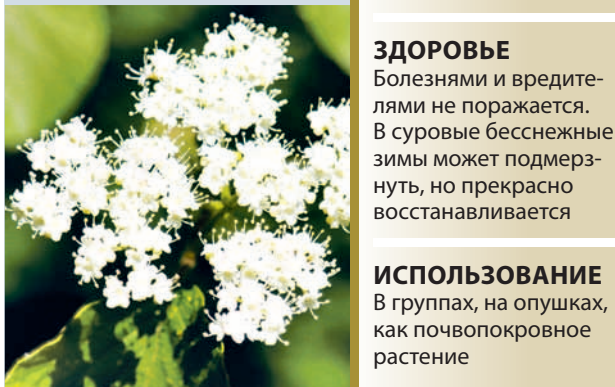 ЗДОРОВЬЕ
Болезнями и вредите-
лями не поражается.
В суровые бесснежные
зимы может подмерз-
нуть, но прекрасно
восстанавливается
ИСПОЛЬЗОВАНИЕ
В группах, на опушках,
как почвопокровное
растение